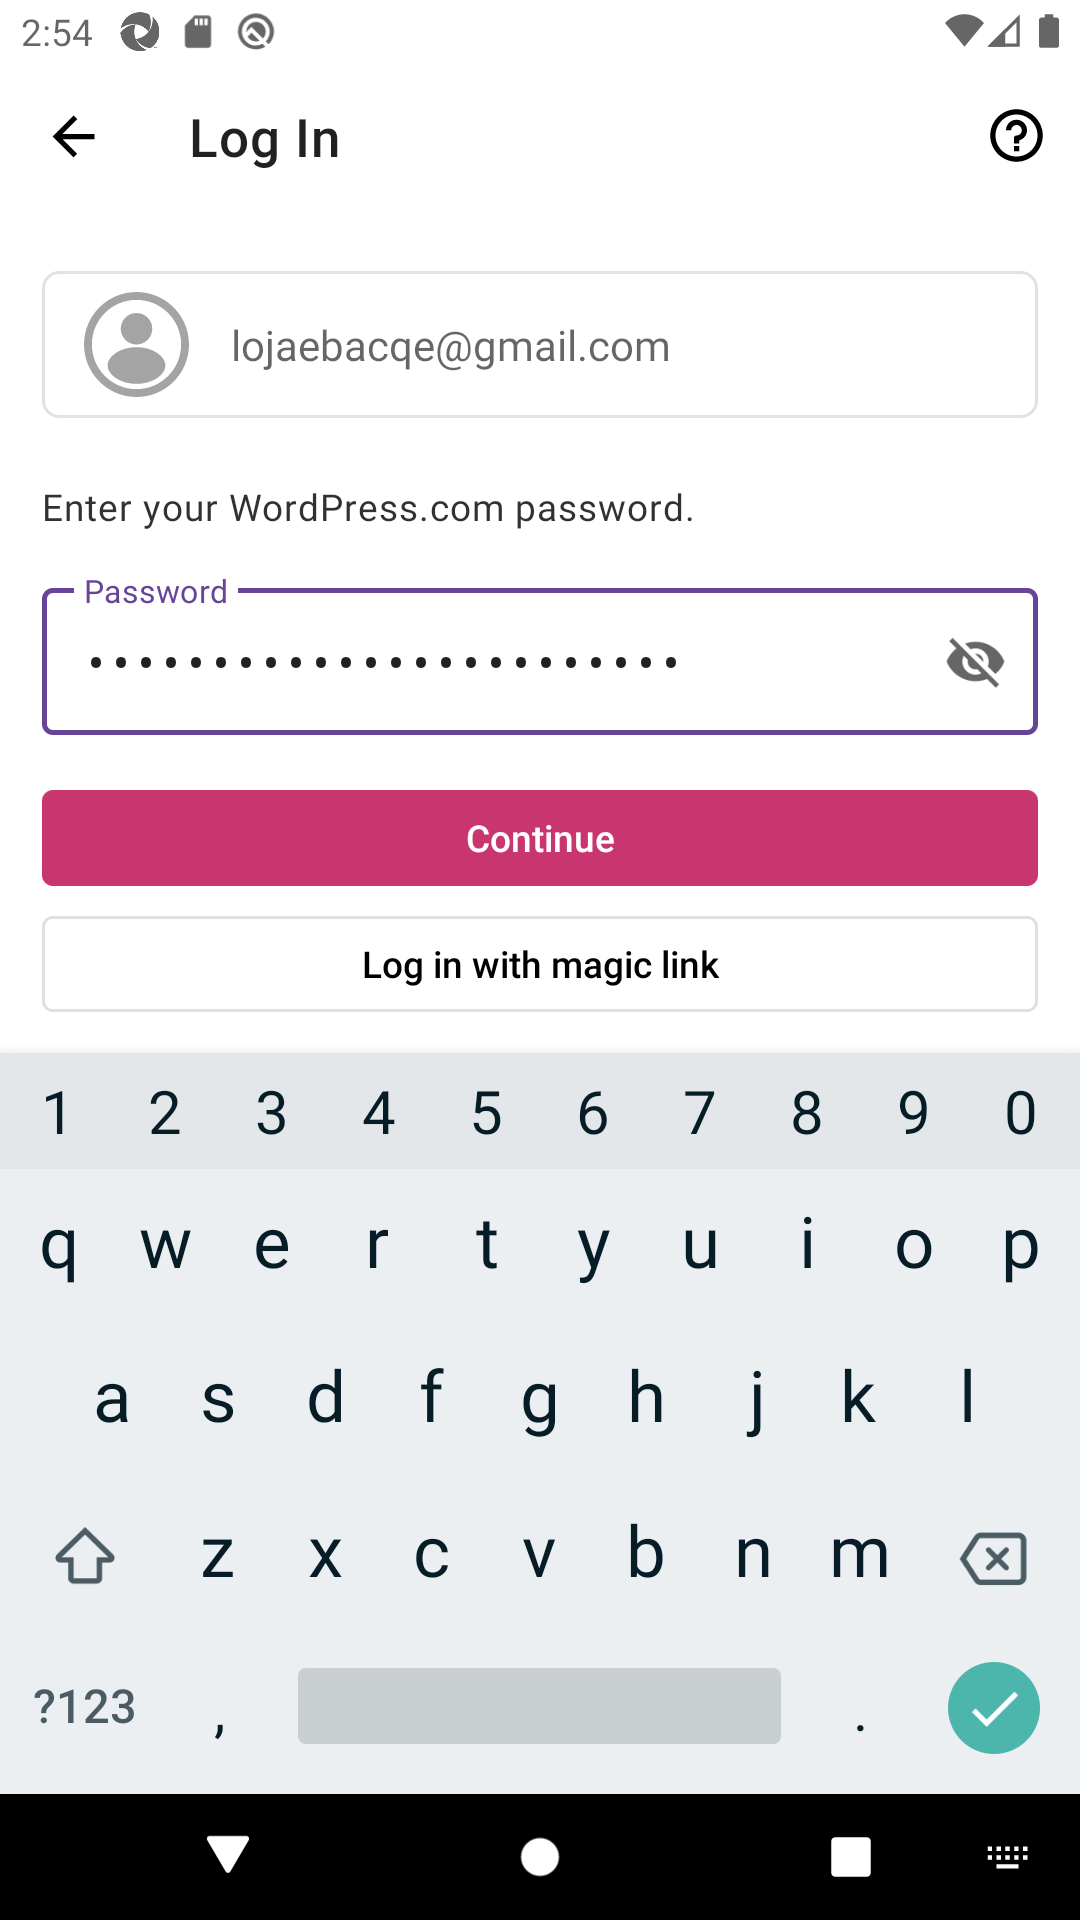 2:54
Log In
lojaebacqe@gmail.com
Enter your WordPress.com password.
Password
••••••••••••••••••••••••
Continue
Log in with magic link
1 2 3 4 5 6 7 8 9 0
q w e r t y u i o p
a s d f g h j k l
z x c v b n m
?123 , .